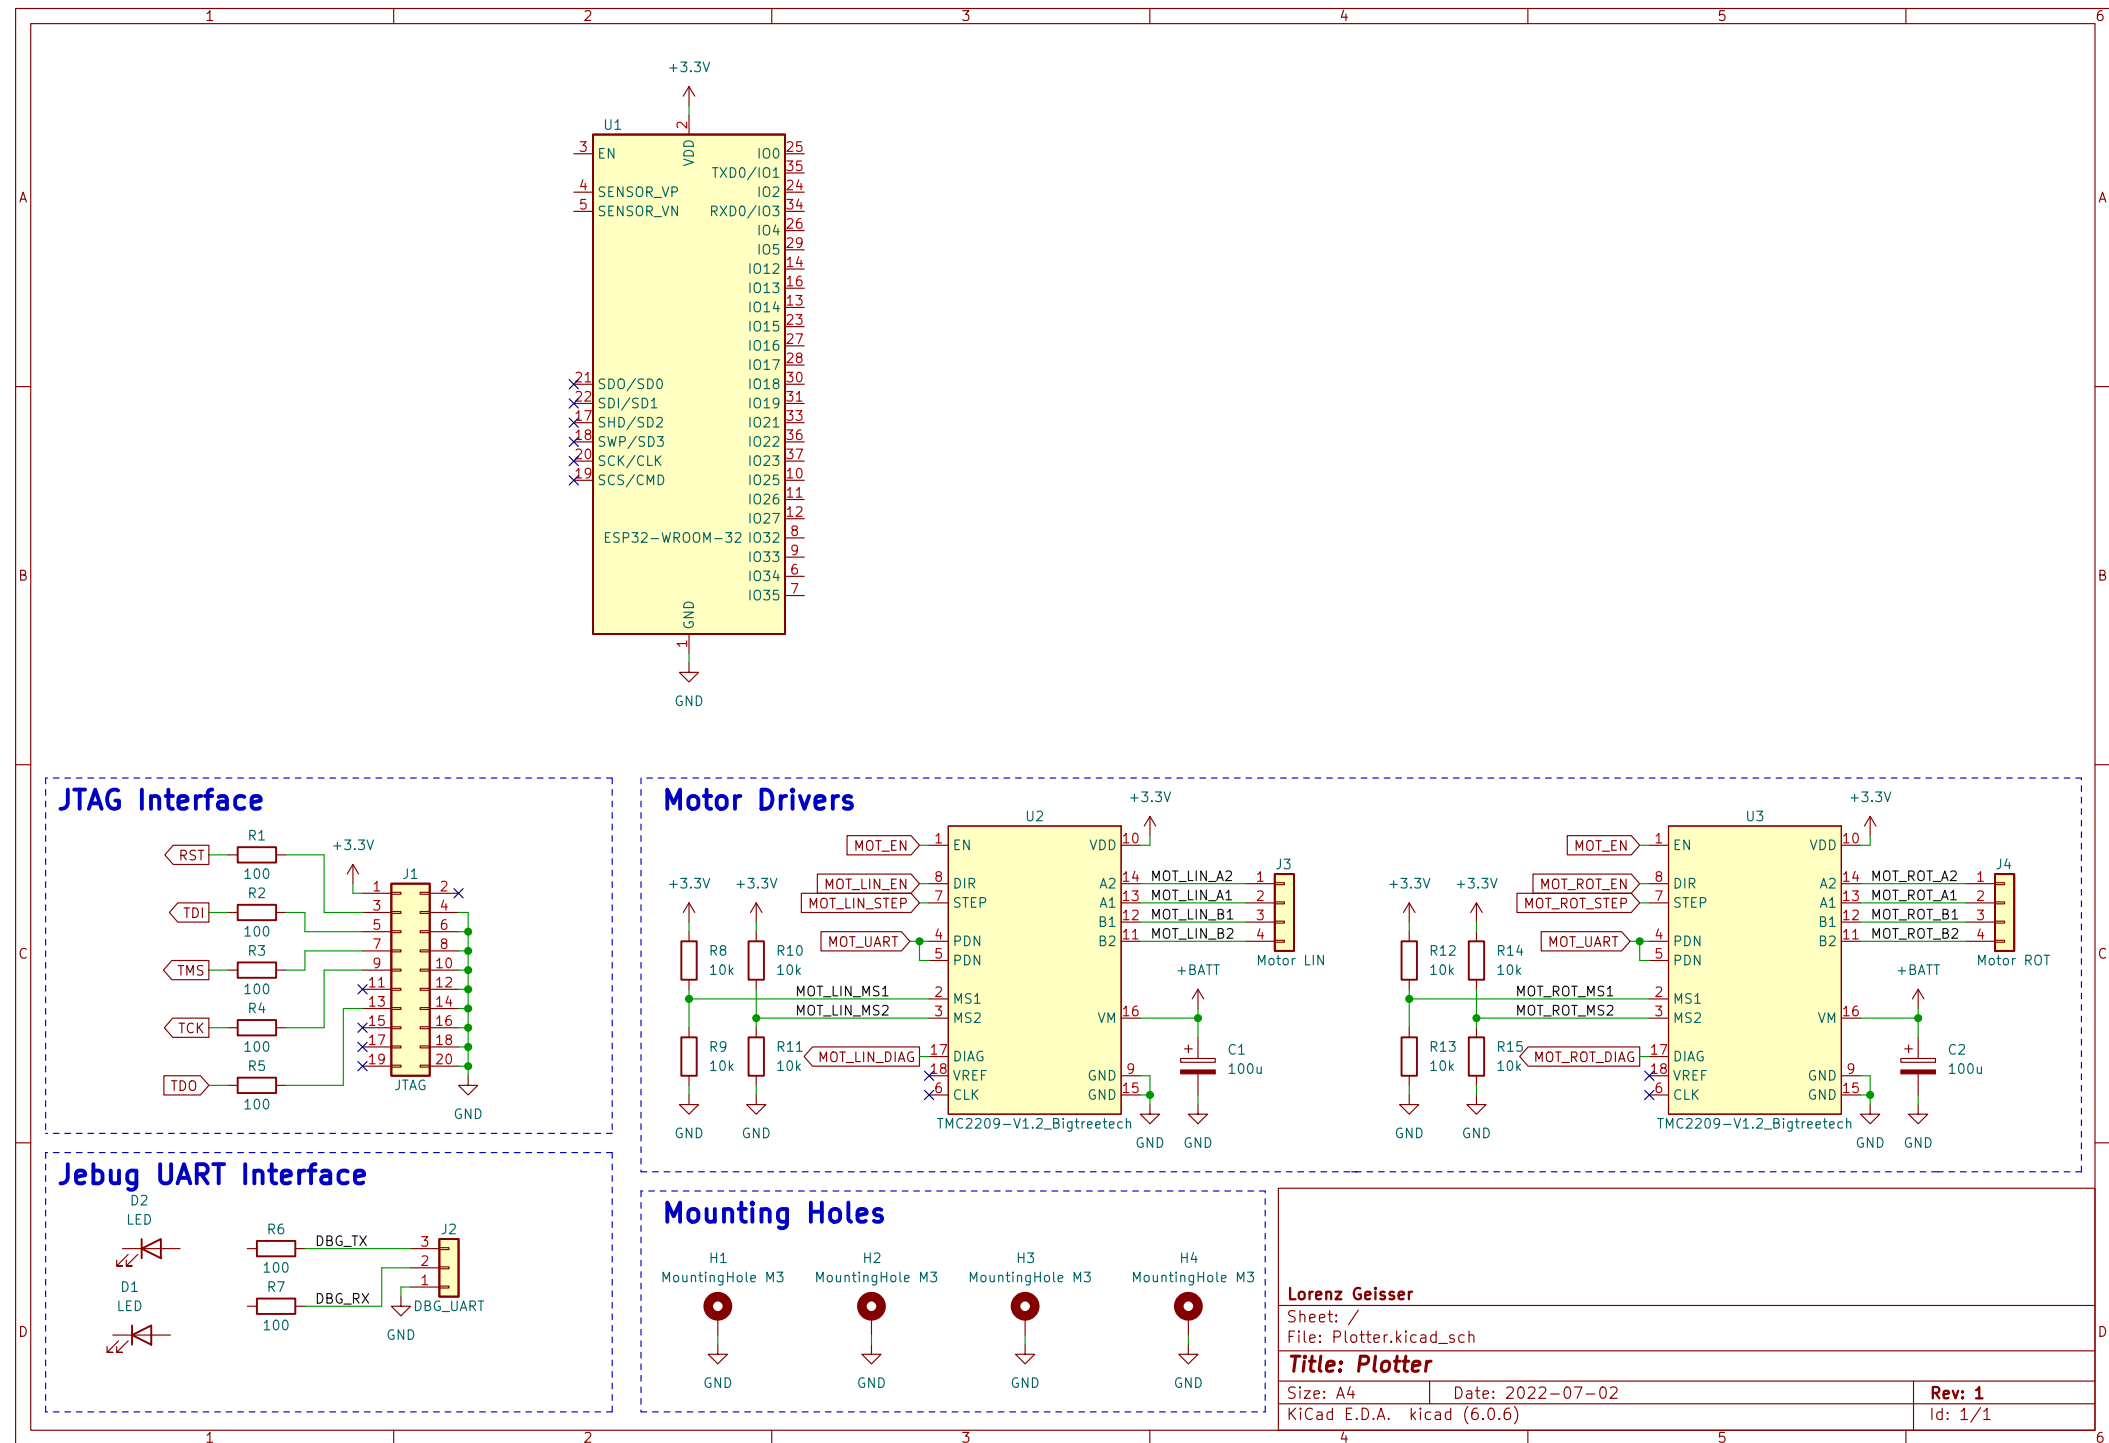 1 2 3 4 5 6
A A
B B
C C
D D
+3.3V
U1
2
VDD
3 EN
4 SENSOR_VP
5 SENSOR_VN
21 SDO/SD0
22 SDI/SD1
17 SHD/SD2
18 SWP/SD3
20 SCK/CLK
19 SCS/CMD
IO0 25
TXD0/IO1 35
IO2 24
RXD0/IO3 34
IO4 26
IO5 29
IO12 14
IO13 16
IO14 13
IO15 23
IO16 27
IO17 28
IO18 30
IO19 31
IO21 33
IO22 36
IO23 37
IO25 10
IO26 11
IO27 12
ESP32-WROOM-32 IO32 8
IO33 9
IO34 6
IO35 7
GND
1
GND
JTAG Interface
R1
RST
100
R2
TDI
100
R3
TMS
100
R4
TCK
100
R5
TDO
100
+3.3V
J1
1 2
3 4
5 6
7 8
9 10
11 12
13 14
15 16
17 18
19 20
JTAG
GND
Motor Drivers
+3.3V
U2
MOT_EN 1 EN VDD 10
MOT_LIN_EN 8 DIR A2 14 MOT_LIN_A2 1
MOT_LIN_STEP 7 STEP A1 13 MOT_LIN_A1 2
B1 12 MOT_LIN_B1 3
MOT_UART 4 PDN B2 11 MOT_LIN_B2 4
5 PDN
J3
Motor LIN
+3.3V +3.3V
R8 R10
10k 10k
+BATT
MOT_LIN_MS1 2 MS1
MOT_LIN_MS2 3 MS2 VM 16
R9 R11
10k 10k
MOT_LIN_DIAG 17 DIAG
18 VREF GND 9
6 CLK GND 15
+
C1
100u
TMC2209-V1.2_Bigtreetech
GND GND GND GND
+3.3V
U3
MOT_EN 1 EN VDD 10
MOT_ROT_EN 8 DIR A2 14 MOT_ROT_A2 1
MOT_ROT_STEP 7 STEP A1 13 MOT_ROT_A1 2
B1 12 MOT_ROT_B1 3
MOT_UART 4 PDN B2 11 MOT_ROT_B2 4
5 PDN
J4
Motor ROT
+3.3V +3.3V
R12 R14
10k 10k
+BATT
MOT_ROT_MS1 2 MS1
MOT_ROT_MS2 3 MS2 VM 16
R13 R15
10k 10k
MOT_ROT_DIAG 17 DIAG
18 VREF GND 9
6 CLK GND 15
+
C2
100u
TMC2209-V1.2_Bigtreetech
GND GND GND GND
Jebug UART Interface
D2
LED
D1
LED
R6
100
R7
100
DBG_TX
DBG_RX
J2
3
2
1
DBG_UART
GND
Mounting Holes
H1 H2 H3 H4
MountingHole M3 MountingHole M3 MountingHole M3 MountingHole M3
GND GND GND GND
Lorenz Geisser
Sheet: /
File: Plotter.kicad_sch
Title: Plotter
Size: A4 Date: 2022-07-02 Rev: 1
KiCad E.D.A. kicad (6.0.6) Id: 1/1
1 2 3 4 5 6